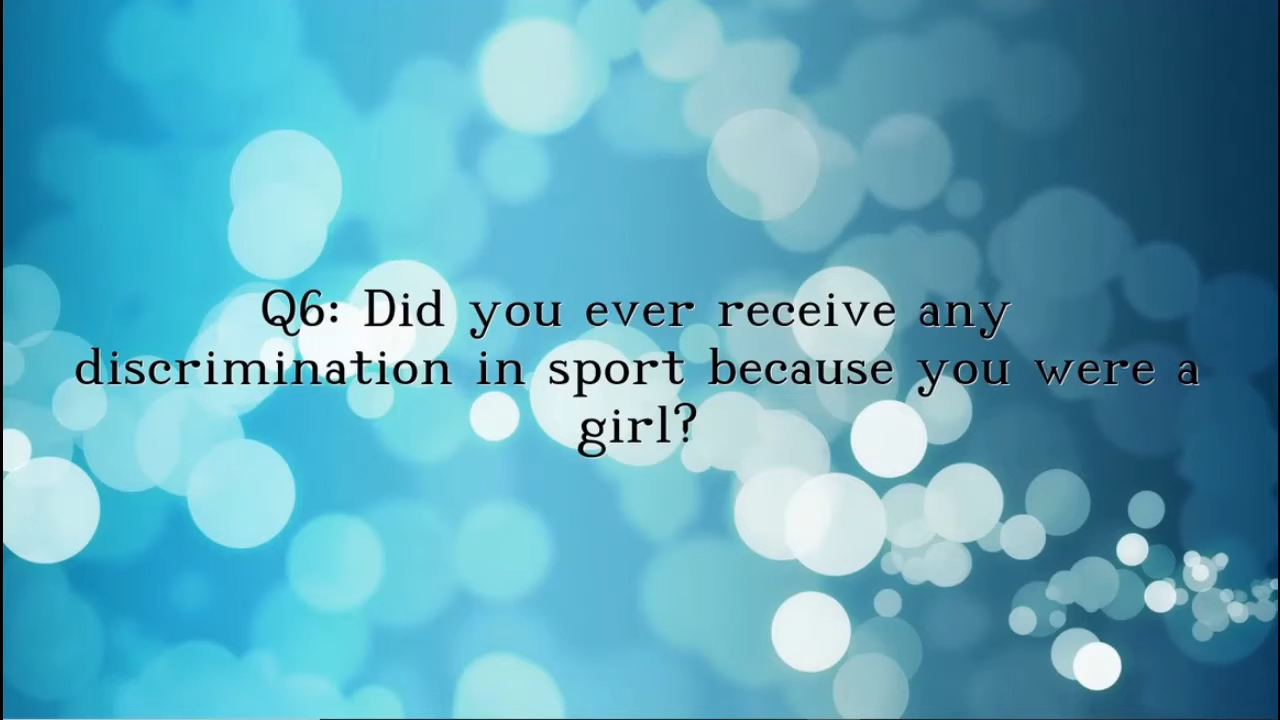 Q6: Did you ever receive any
discrimination in sport because you were a
girl?